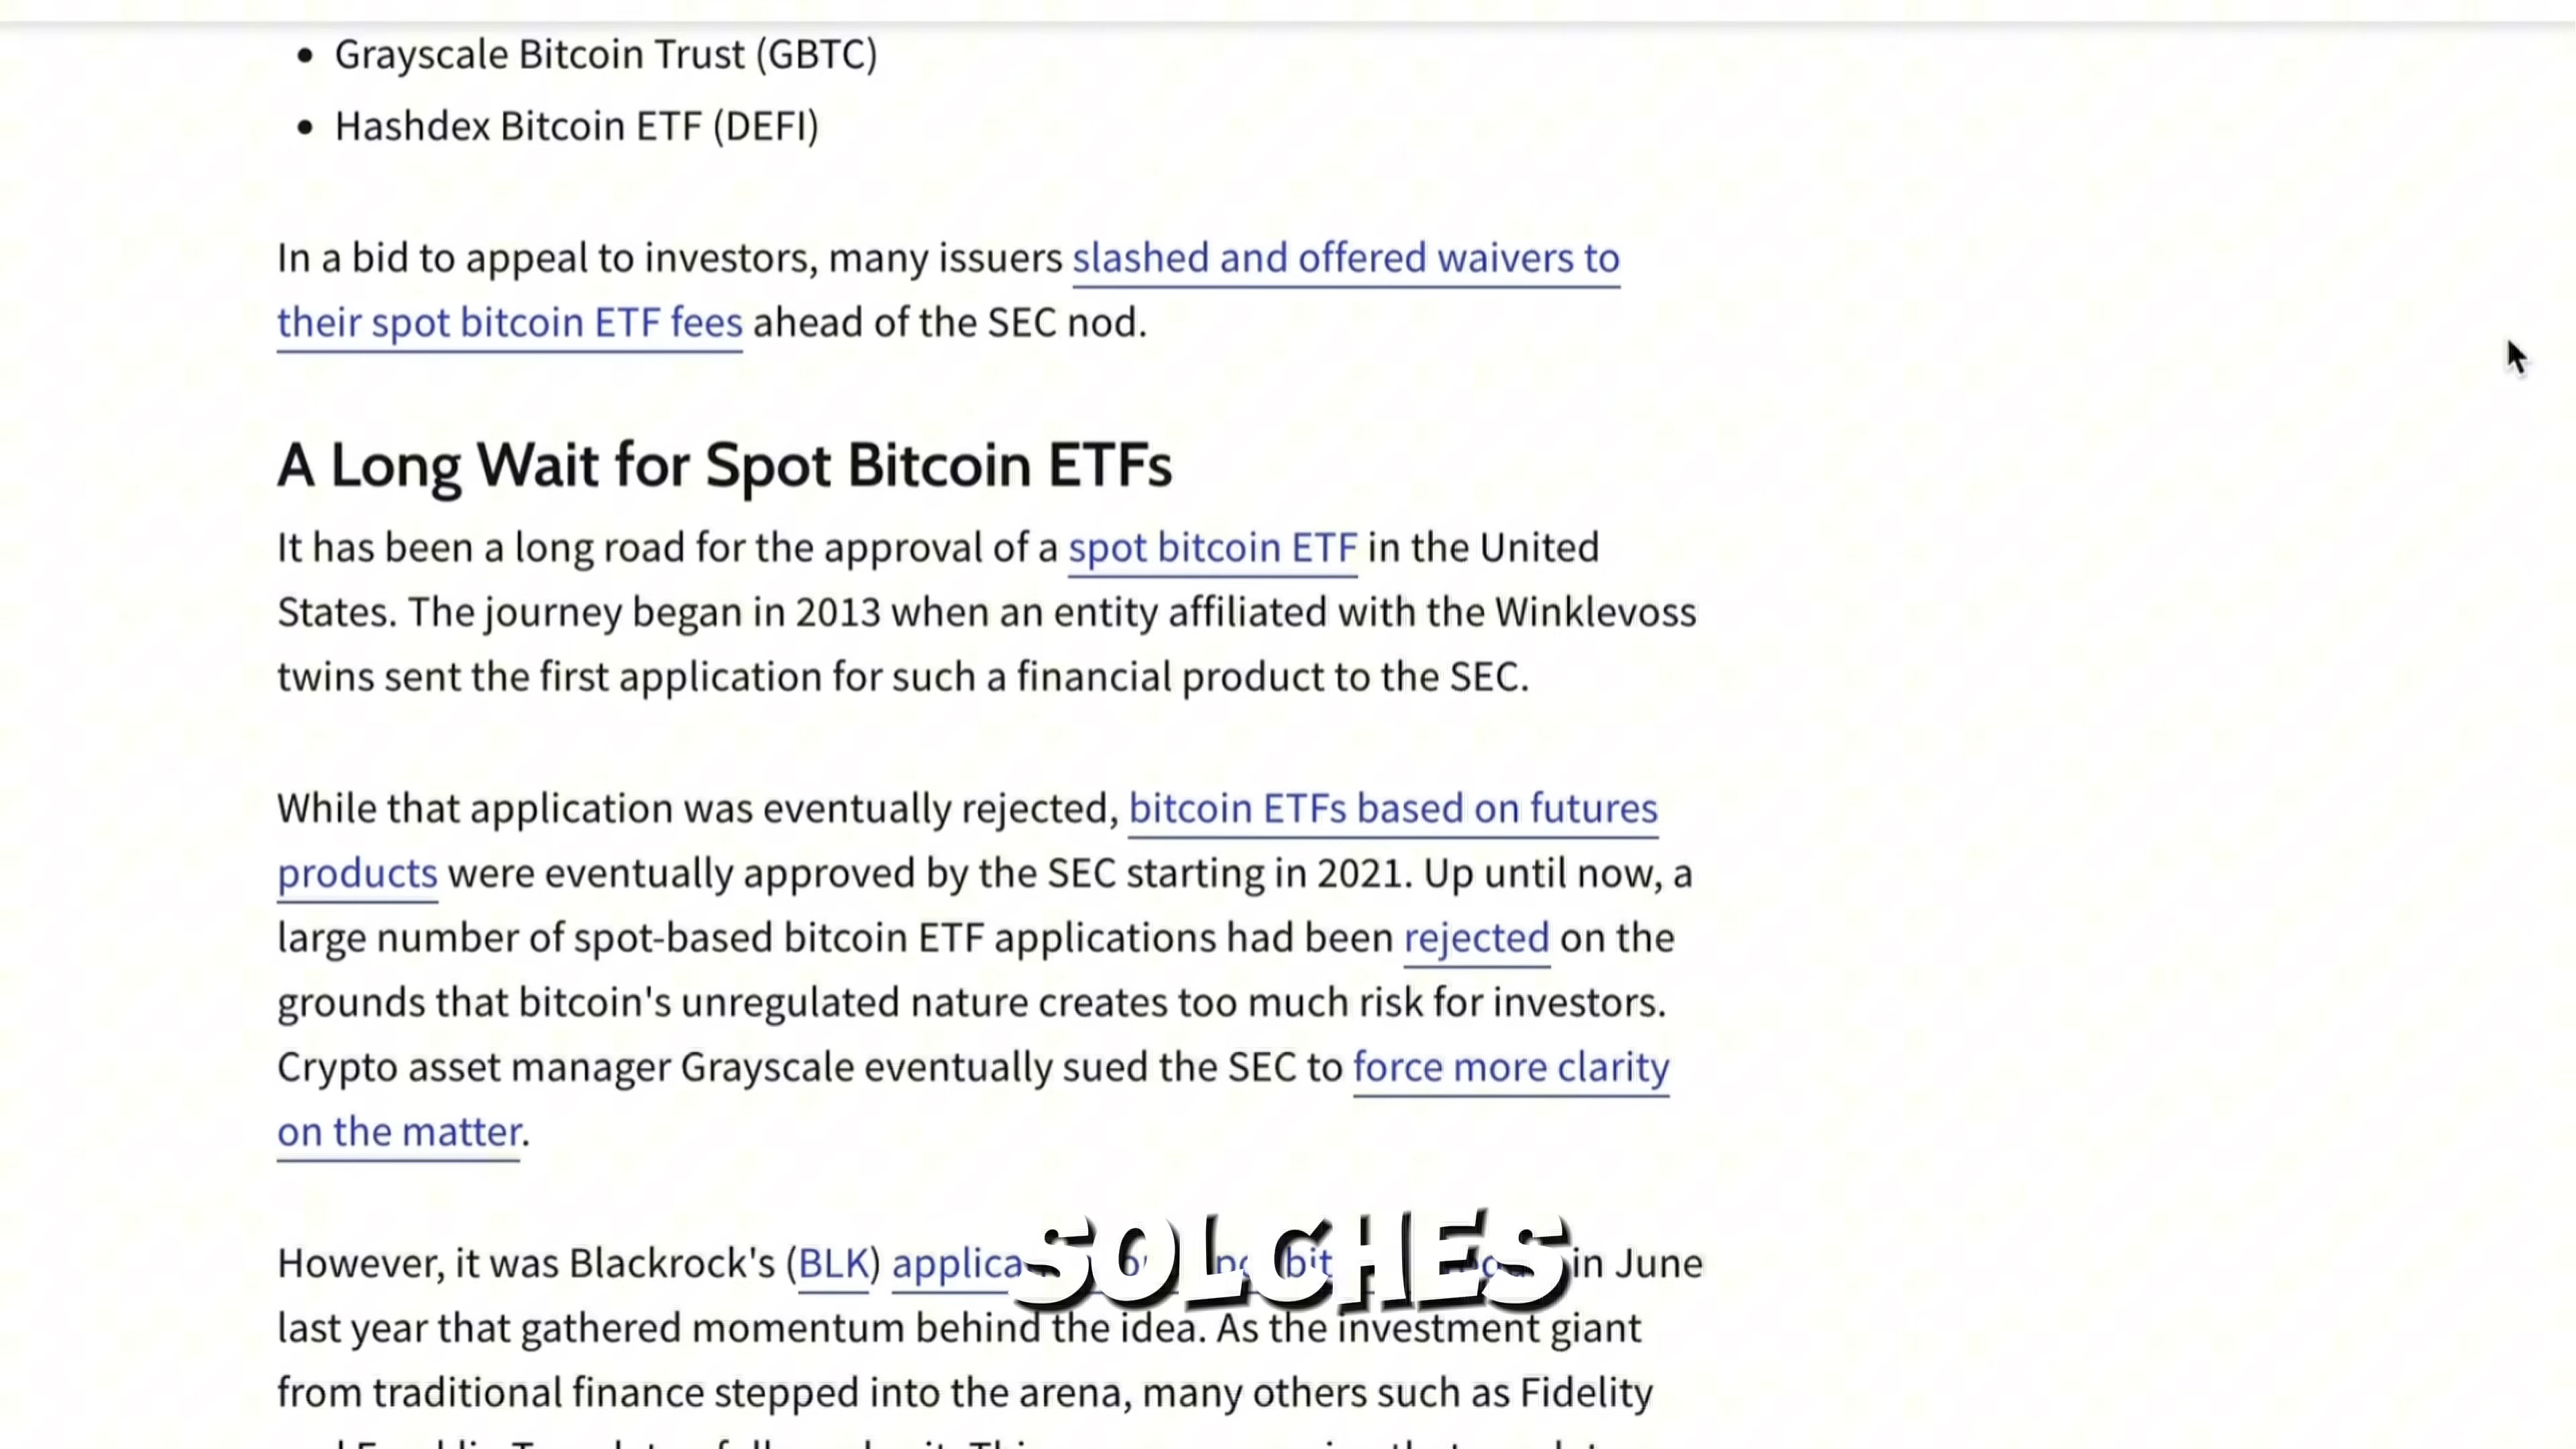 Grayscale Bitcoin Trust (GBTC)
Hashdex Bitcoin ETF (DEFI)
In a bid to appeal to investors, many issuers slashed and offered waivers to
their spot bitcoin ETF fees ahead of the SEC nod.
A Long Wait for Spot Bitcoin ETFs
It has been a long road for the approval of a spot bitcoin ETF in the United
States. The journey began in 2013 when an entity affiliated with the Winklevoss
twins sent the first application for such a financial product to the SEC.
While that application was eventually rejected, bitcoin ETFs based on futures
products were eventually approved by the SEC starting in 2021. Up until now, a
large number of spot-based bitcoin ETF applications had been rejected on the
grounds that bitcoin's unregulated nature creates too much risk for investors.
Crypto asset manager Grayscale eventually sued the SEC to force more clarity
on the matter.
However, it was Blackrock's (BLK) in June
SOLCHES
last year that gathered momentum behind the idea. As the investment giant
from traditional finance stepped into the arena, many others such as Fidelity